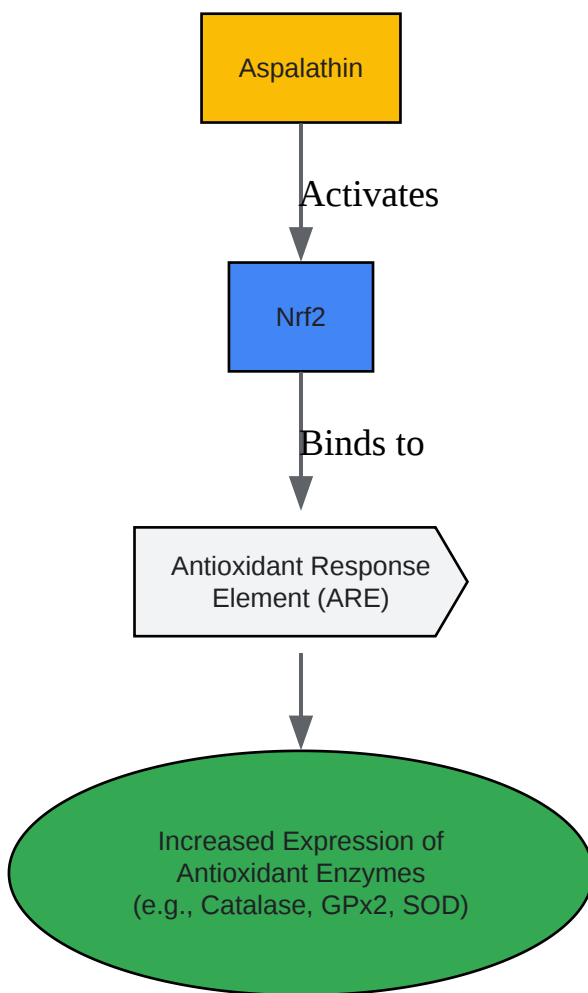 Aspalathin
Activates
Nrf2
Binds to
Antioxidant Response
Element (ARE)
Increased Expression of
Antioxidant Enzymes
(e.g., Catalase, GPx2, SOD)